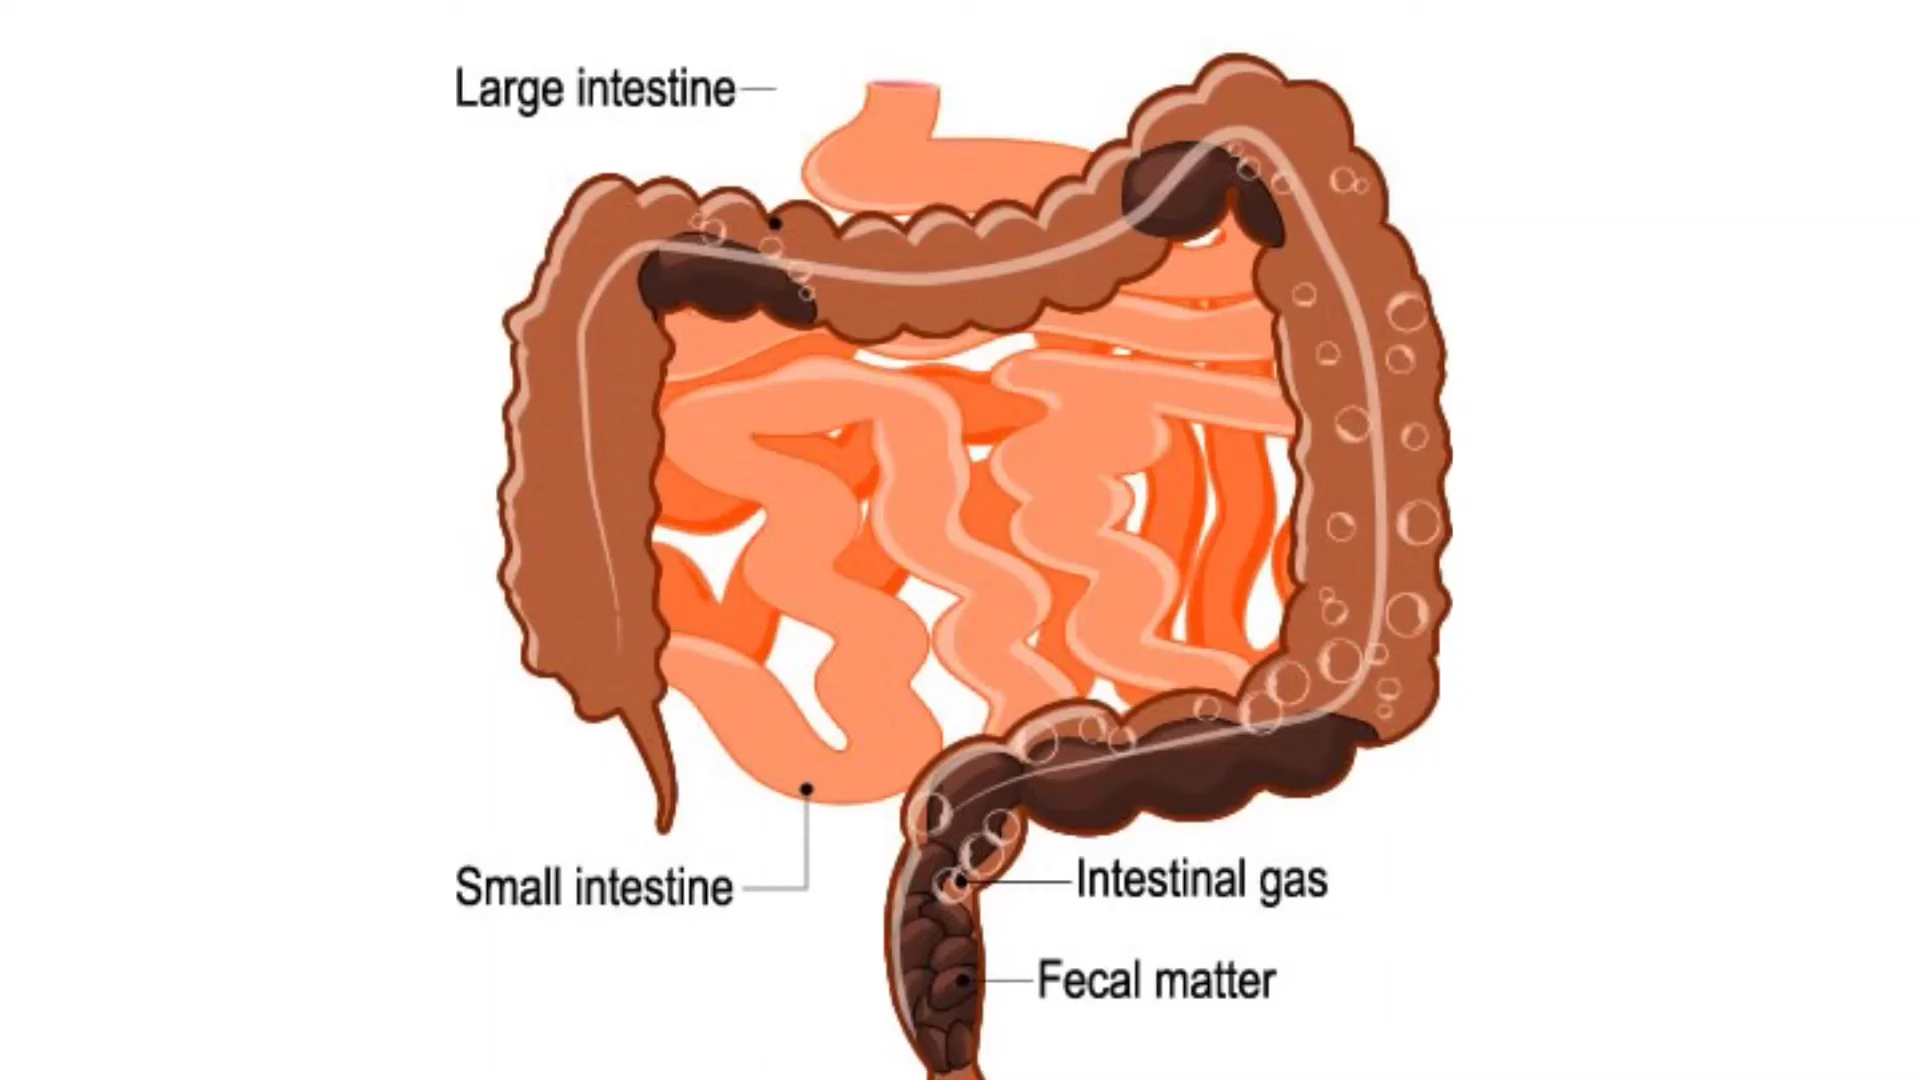 Large intestine
Small intestine
Intestinal gas
Fecal matter